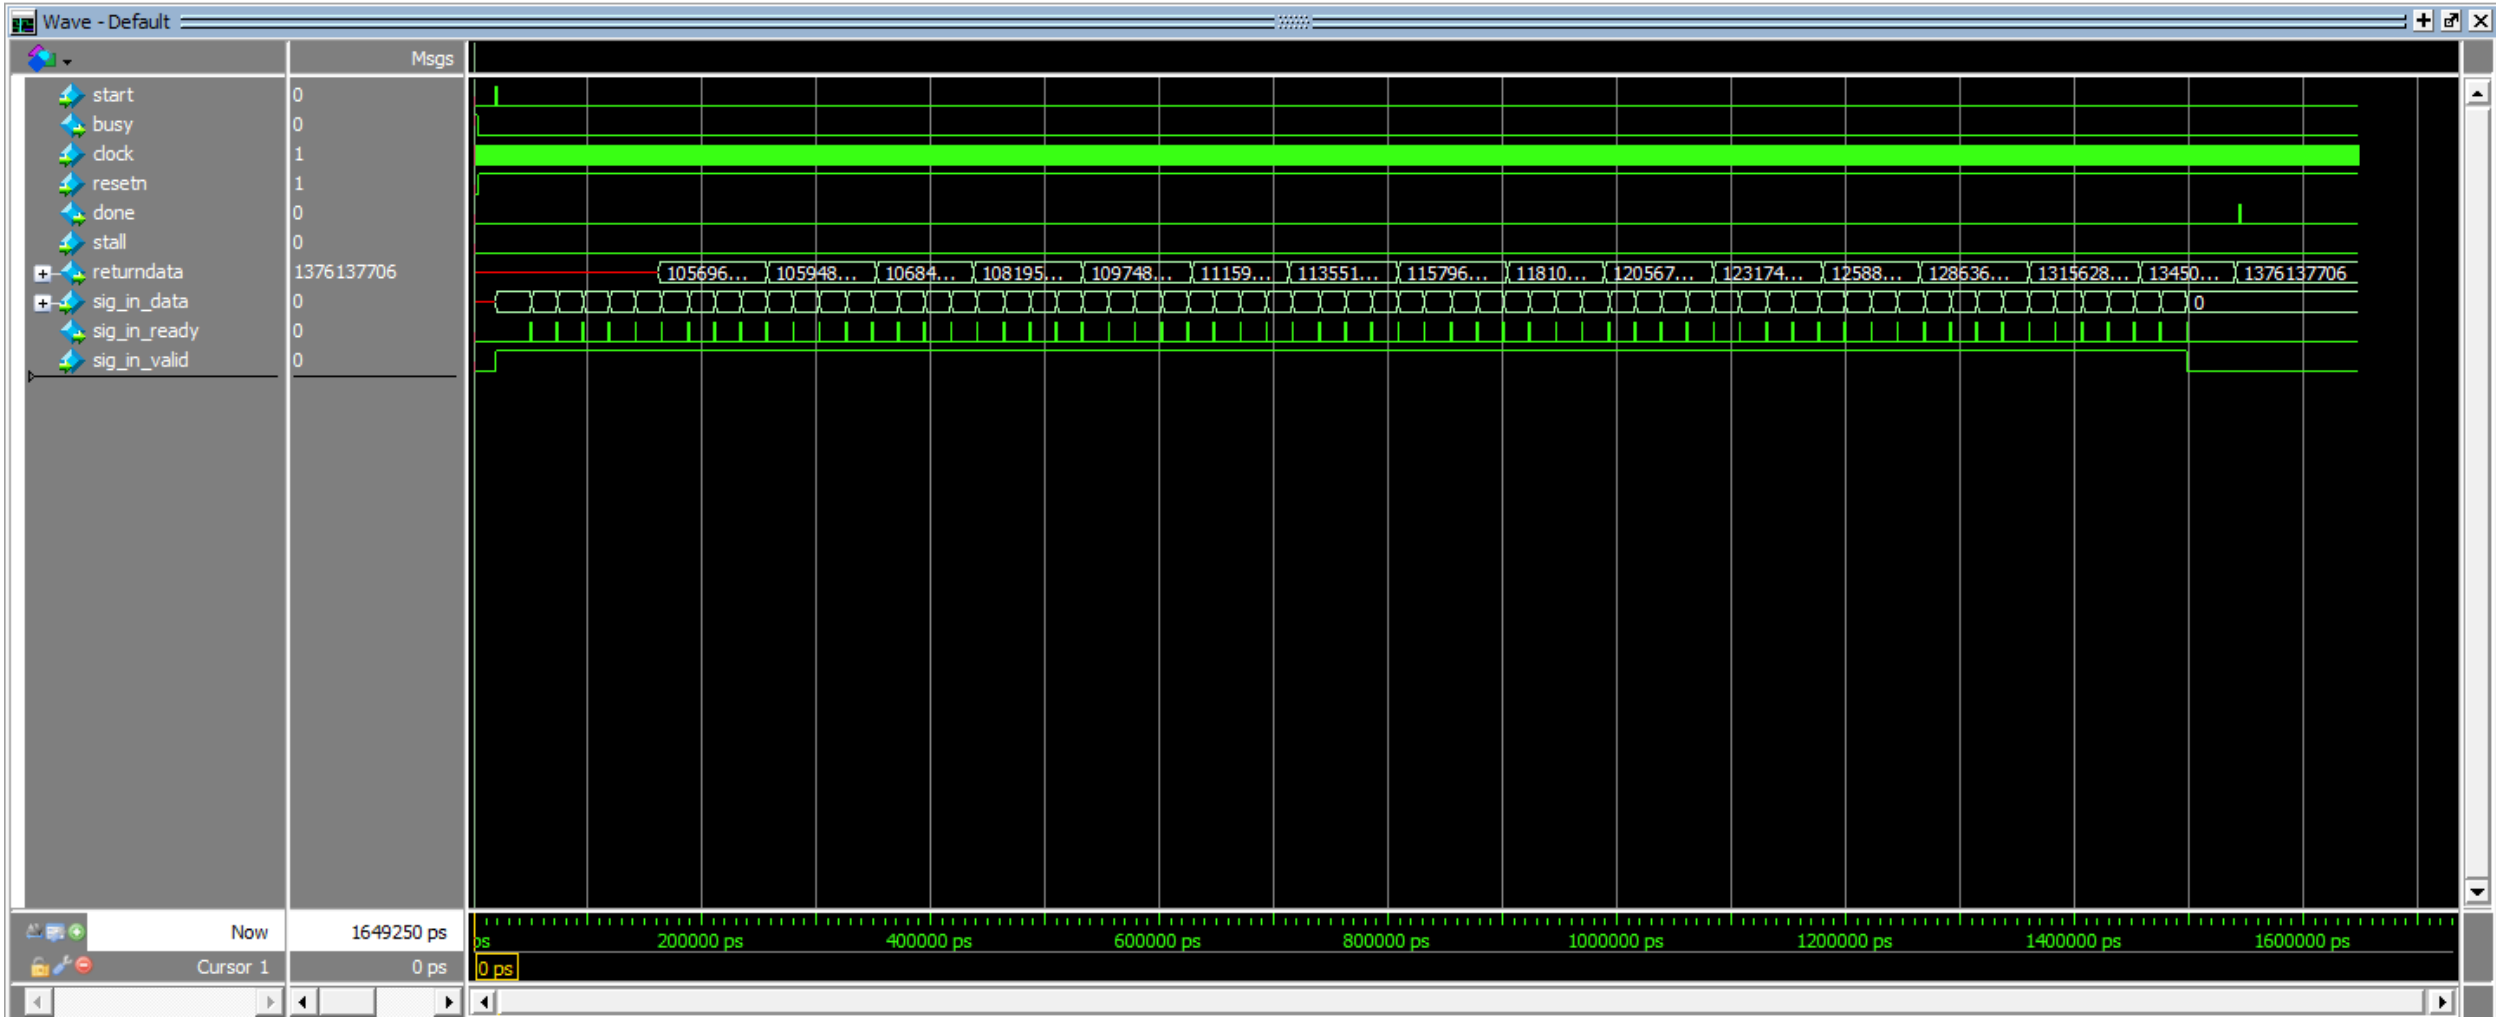 Wave - Default
Msgs
start 0
busy 0
clock 1
resetn 1
done 0
stall 0
returndata 1376137706 105696... 105948... 10684... 108195... 109748... 11159... 113551... 115796... 11810... 120567... 123174... 12588... 128636... 1315628... 13450... 1376137706
sig_in_data 0 0
sig_in_ready 0
sig_in_valid 0
Now 1649250 ps ps 200000 ps 400000 ps 600000 ps 800000 ps 1000000 ps 1200000 ps 1400000 ps 1600000 ps
Cursor 1 0 ps 0 ps